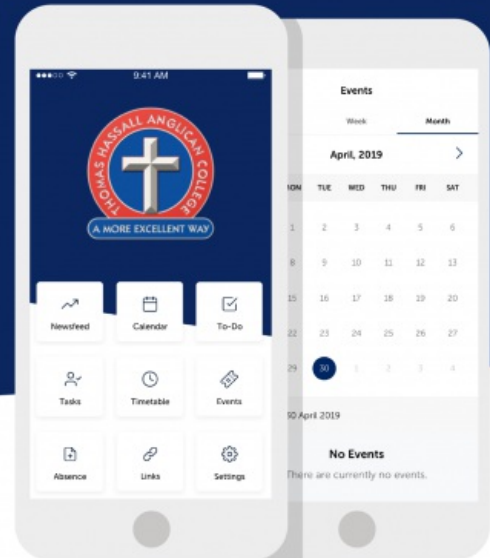 9:41 AM
THOMAS HASSALL ANGLICAN COLLEGE
A MORE EXCELLENT WAY
Newsfeed
Calendar
To-Do
Tasks
Timetable
Events
Absence
Links
Settings
Events
Week
Month
April, 2019
TUE WED THU FRI SAT
1 2 3 4 5 6
8 9 10 11 12 13
15 16 17 18 19 20
22 23 24 25 26 27
29 30 1 2 3 4
30 April 2019
No Events
There are currently no events.